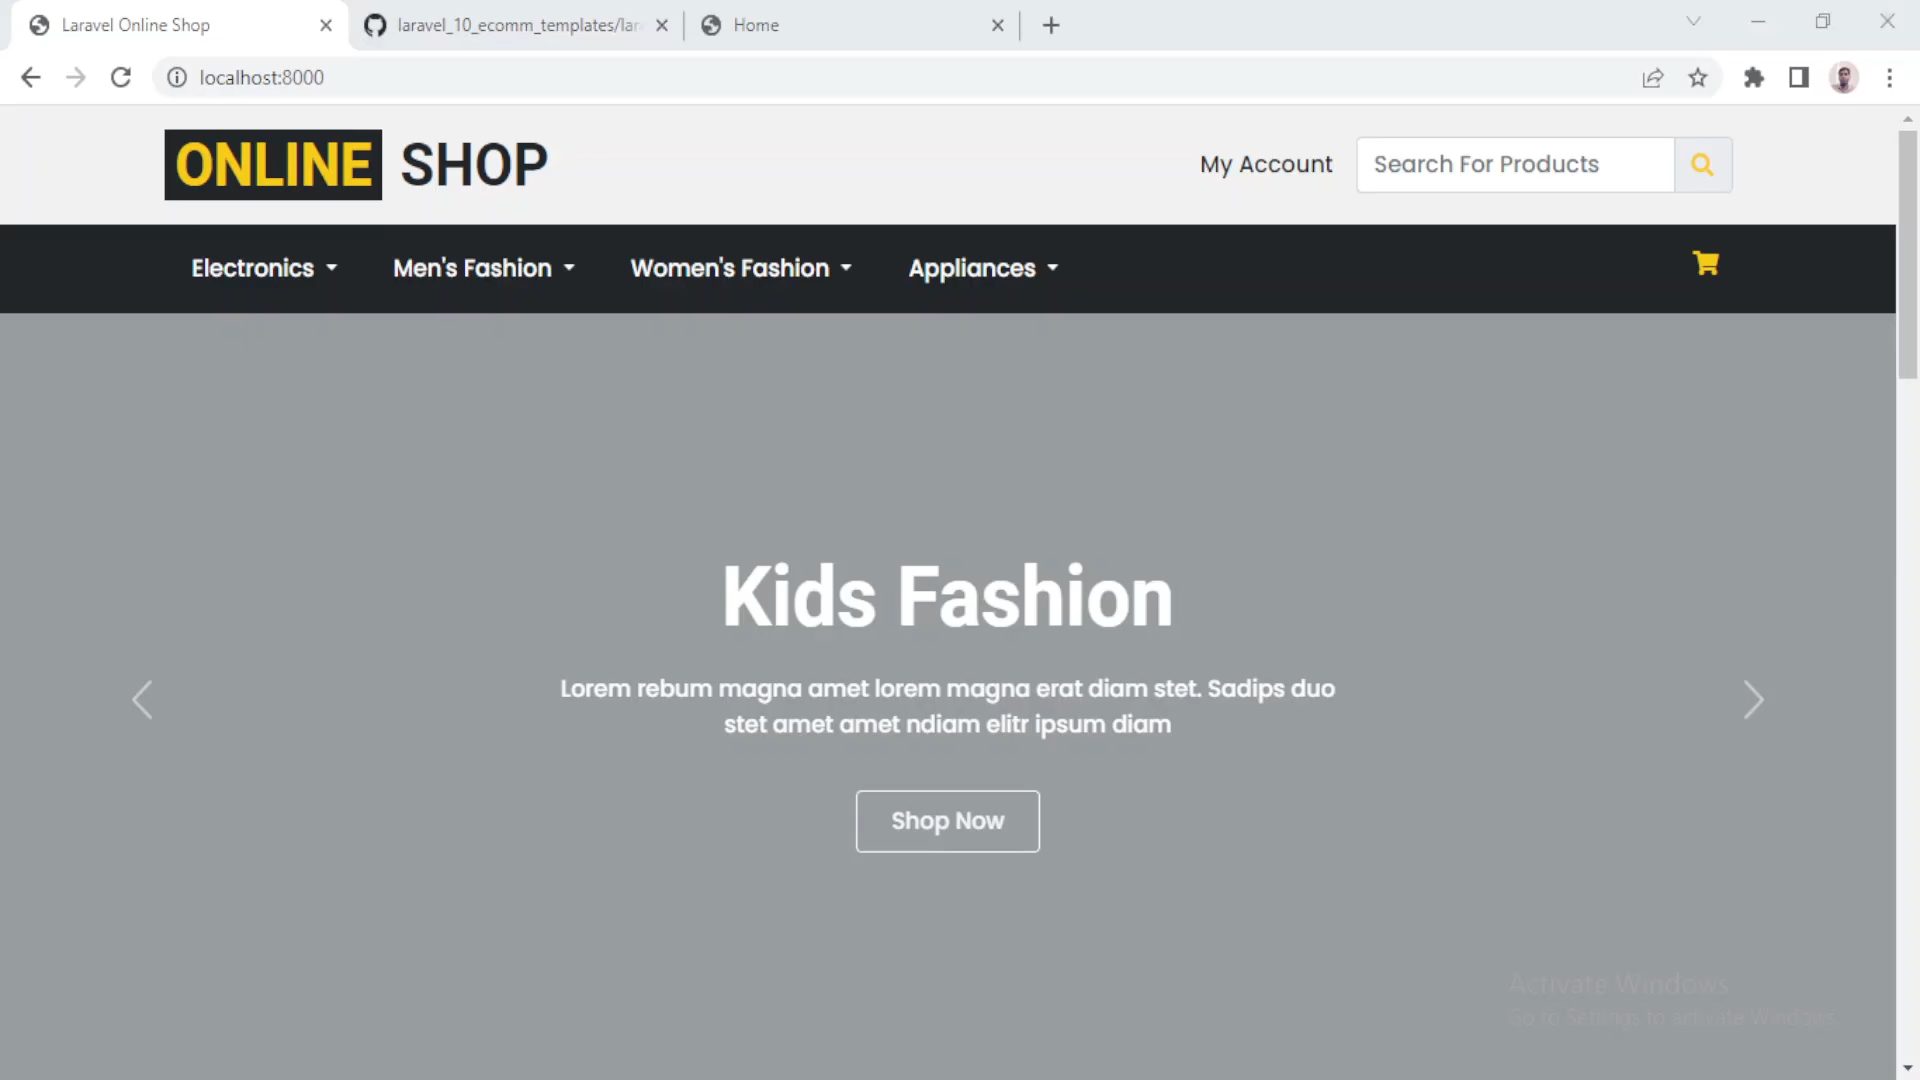 Laravel Online Shop
laravel_10_ecomm_templates/lar
Home
localhost:8000
ONLINE SHOP
My Account
Search For Products
Electronics
Men's Fashion
Women's Fashion
Appliances
Kids Fashion
Lorem rebum magna amet lorem magna erat diam stet. Sadips duo
stet amet amet ndiam elitr ipsum diam
Shop Now
Activate Windows
Go to Settings to activate Windows.